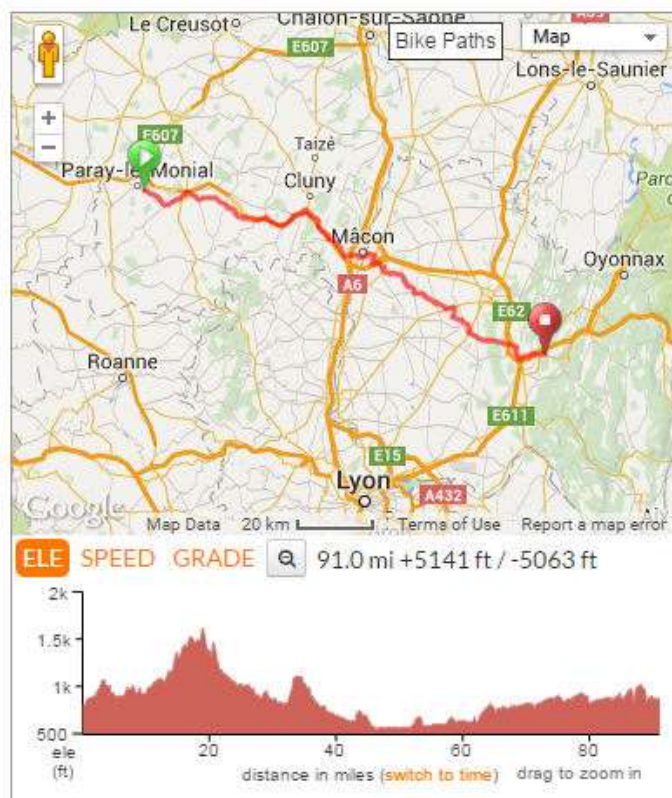 Le Creusot
Chalon-sur-Saône
E607
Bike Paths
Map
Lons-le-Saunier
E607
Taizé
Paray-le-Monial
Cluny
Mâcon
Oyonnax
A6
E62
Roanne
E611
E15
Lyon
A432
Google
Map Data
20 km
Terms of Use
Report a map error
ELE
SPEED
GRADE
91.0 mi +5141 ft / -5063 ft
2k
1.5k
1k
500
ele
(ft)
20
40
60
80
distance in miles (switch to time)
drag to zoom in